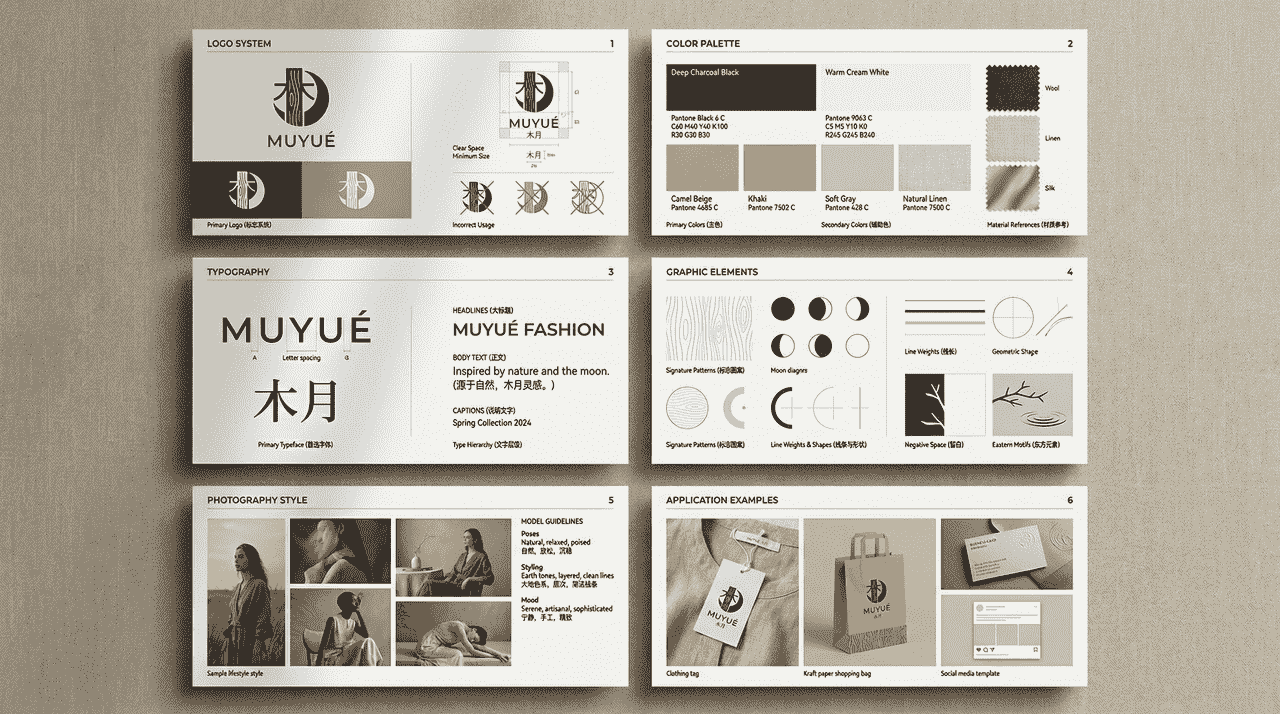 LOGO SYSTEM
1
MUYUÉ
Primary Logo (标志系统)
MUYUÉ
木月
Clear Space
Minimum Size
木月
Incorrect Usage
COLOR PALETTE
2
Deep Charcoal Black
Warm Cream White
Pantone Black 6 C
C60 M40 Y40 K100
R30 G30 B30
Pantone 9063 C
C5 M5 Y10 K0
R245 G245 B240
Camel Beige
Pantone 4685 C
Khaki
Pantone 7502 C
Soft Gray
Pantone 428 C
Natural Linen
Pantone 7500 C
Wool
Linen
Silk
Primary Colors (主色)
Secondary Colors (辅助色)
Material References (材质参考)
TYPOGRAPHY
3
MUYUÉ
A
Letter spacing
G
木月
Primary Typeface (首选字体)
HEADLINES (大标题)
MUYUÉ FASHION
BODY TEXT (正文)
Inspired by nature and the moon.
(源于自然，木月灵感。)
CAPTIONS (说明文字)
Spring Collection 2024
Type Hierarchy (文字层级)
GRAPHIC ELEMENTS
4
Signature Patterns (标志图案)
Moon diagnrs
Signature Patterns (标志图案)
Line Weights & Shapes (线条与形状)
Line Weights (线长)
Geometric Shape
Negative Space (留白)
Eastern Motifs (东方元素)
PHOTOGRAPHY STYLE
5
Sample lifestyle style
MODEL GUIDELINES
Poses
Natural, relaxed, poised
自然，放松，沉稳
Styling
Earth tones, layered, clean lines
大地色系，层次，简洁线条
Mood
Serene, artisanal, sophisticated
宁静，手工，精致
APPLICATION EXAMPLES
6
MUYUÉ
木月
Clothing tag
MUYUÉ
木月
Kraft paper shopping bag
Social media template